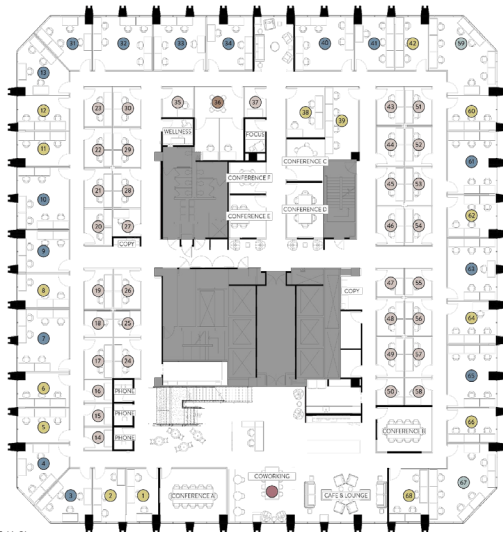 31 32 33 34 40 41 42 59
13
12 23 30 35 36 37 38 39 43 51 60
11 22 29 WELLNESS FOCUS 44 52
CONFERENCE C
61
10 21 28 CONFERENCE F 45 53
20 27 CONFERENCE E CONFERENCE D 46 54 62
9 COPY
63
8 19 26 COPY 47 55
7 18 25 48 56 64
17 24 49 57
6 16 PHONE 50 58 65
5 15 PHONE 66
14 PHONE CONFERENCE B
4
3 2 1 CONFERENCE A COWORKING CAFE & LOUNGE 68 67